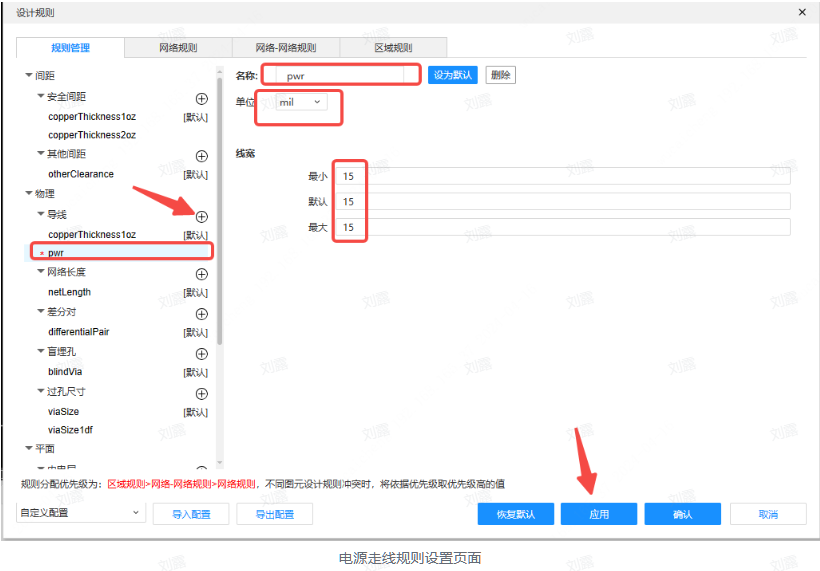 设计规则
规则管理 网络规则 网络-网络规则 区域规则
间距
安全间距
copperThickness1oz [默认]
copperThickness2oz
其他间距
otherClearance [默认]
物理
导线
copperThickness1oz [默认]
* pwr
网络长度
netLength [默认]
差分对
differentialPair [默认]
盲埋孔
blindVia [默认]
过孔尺寸
viaSize [默认]
viaSize1df
平面
名称: pwr 设为默认 删除
单位 mil
线宽
最小 15
默认 15
最大 15
规则分配优先级为：区域规则>网络-网络规则>网络规则，不同图元设计规则冲突时，将依据优先级取优先级高的值
自定义配置 导入配置 导出配置 恢复默认 应用 确认 取消
电源走线规则设置页面
刘露